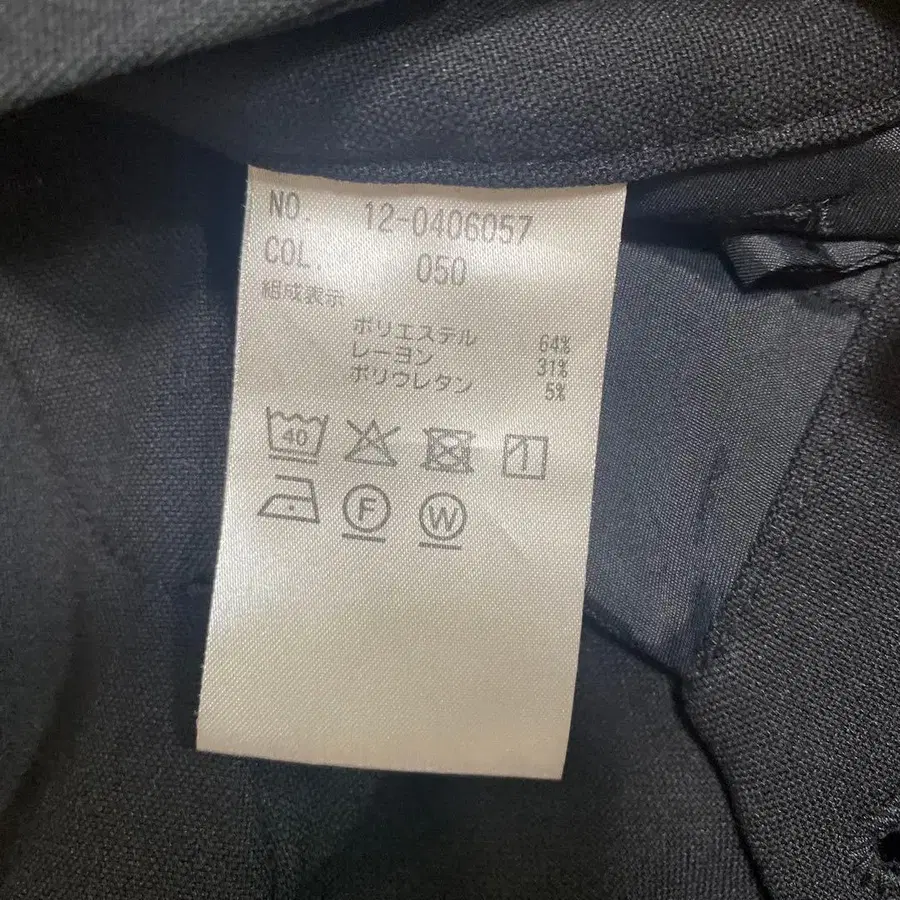 NO. 12-0406057
COL. 050
組成表示
ポリエステル 64%
レーヨン 31%
ポリウレタン 5%
40
F W